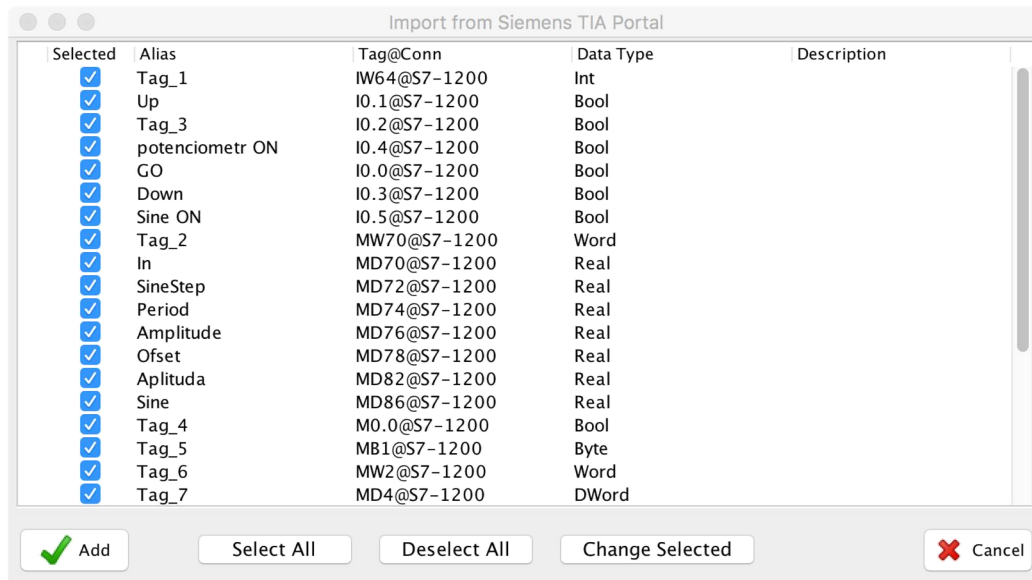 Import from Siemens TIA Portal
Selected Alias Tag@Conn Data Type Description
Tag_1 IW64@S7-1200 Int
Up I0.1@S7-1200 Bool
Tag_3 I0.2@S7-1200 Bool
potenciometr ON I0.4@S7-1200 Bool
GO I0.0@S7-1200 Bool
Down I0.3@S7-1200 Bool
Sine ON I0.5@S7-1200 Bool
Tag_2 MW70@S7-1200 Word
In MD70@S7-1200 Real
SineStep MD72@S7-1200 Real
Period MD74@S7-1200 Real
Amplitude MD76@S7-1200 Real
Ofset MD78@S7-1200 Real
Aplituda MD82@S7-1200 Real
Sine MD86@S7-1200 Real
Tag_4 M0.0@S7-1200 Bool
Tag_5 MB1@S7-1200 Byte
Tag_6 MW2@S7-1200 Word
Tag_7 MD4@S7-1200 DWord
Add Select All Deselect All Change Selected Cancel